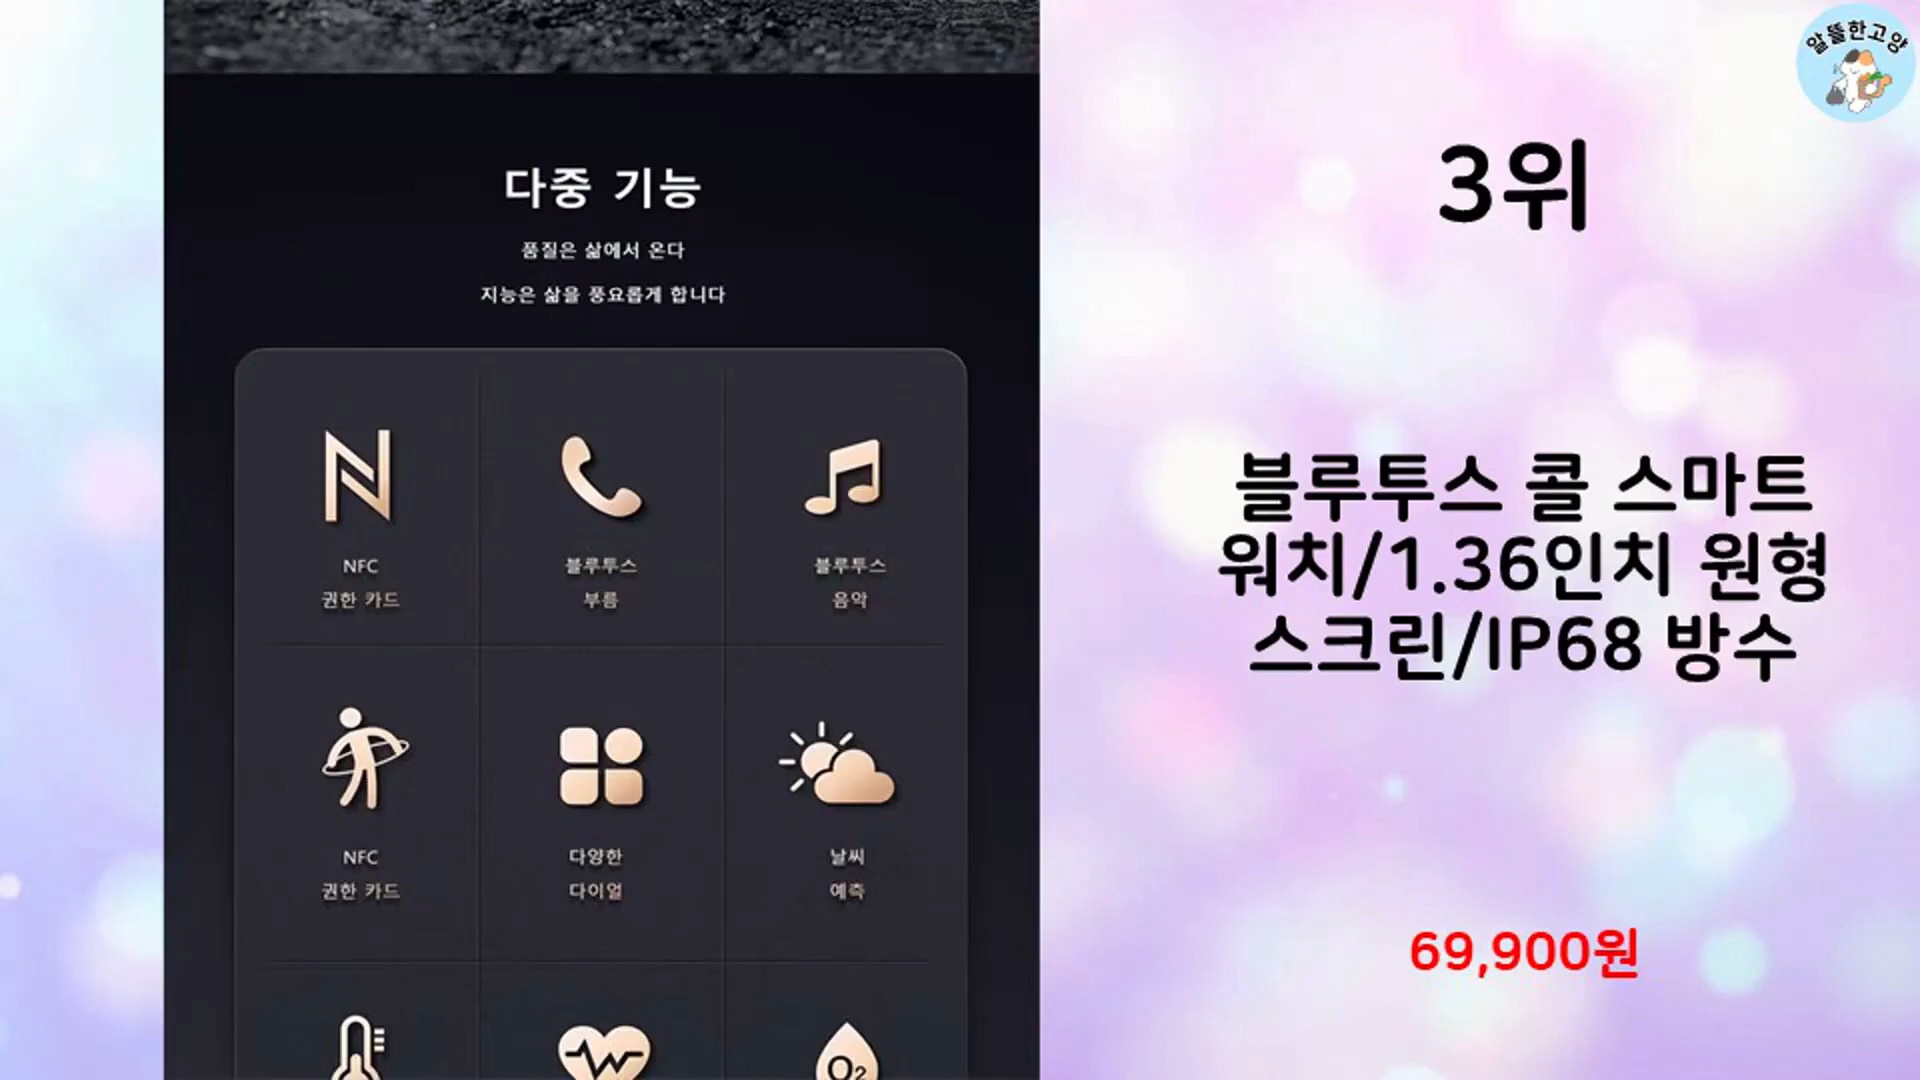 다중 기능
품질은 삶에서 온다
지능은 삶을 풍요롭게 합니다
NFC
권한 카드
블루투스
부름
블루투스
음악
NFC
권한 카드
다양한
다이얼
날씨
예측
O2
알뜰한고양
3위
블루투스 콜 스마트
워치/1.36인치 원형
스크린/IP68 방수
69,900원